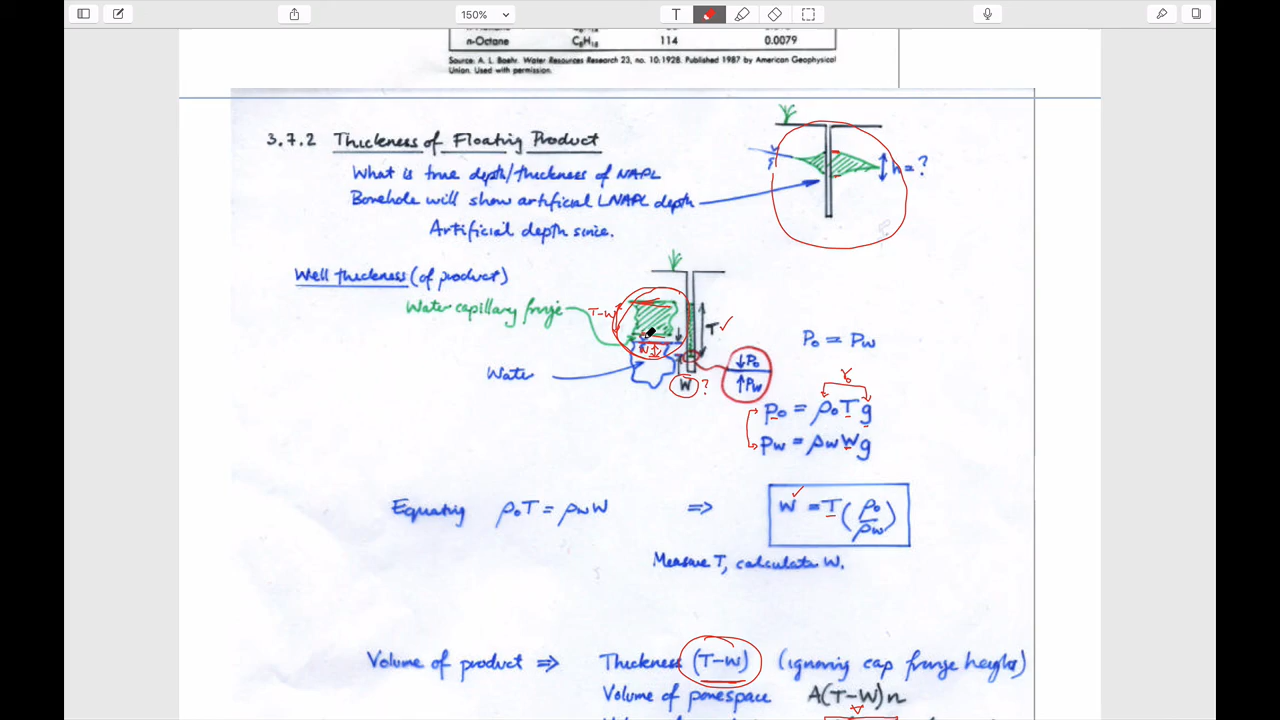 150%
T
n-Octane C₈H₁₈ 114 0.0079
Source: A. L. Baehr. Water Resources Research 23, no. 10:1928. Published 1987 by American Geophysical
Union. Used with permission.
3.7.2 Thickness of Floating Product
What is true depth/thickness of NAPL
h = ?
Borehole will show artificial LNAPL depth
Artificial depth since.
Well thickness (of product)
Water capillary fringe
T-W
T ✓
W
Po = Pw
Water
W ?
↓Po
↑Pw
γ
po = ρo T g
pw = ρw W g
Equating ρo T = ρw W ⇒ W = T (ρo/ρw)
Measure T, calculate W.
Volume of product ⇒ Thickness (T-W) (ignoring cap fringe height)
Volume of porespace A(T-W)n